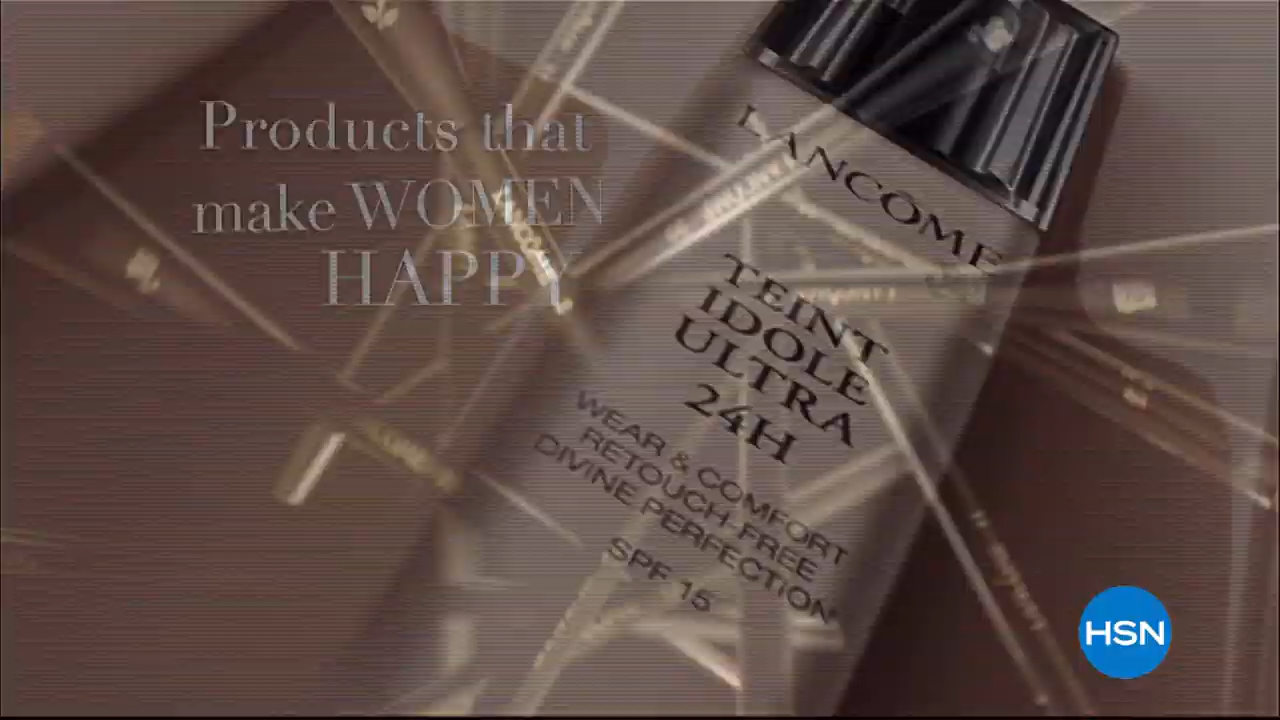 Products that
make WOMEN
HAPPY
LANCOME
TEINT
IDOLE
ULTRA
24H
WEAR & COMFORT
RETOUCH-FREE
DIVINE PERFECTION
SPF 15
HSN